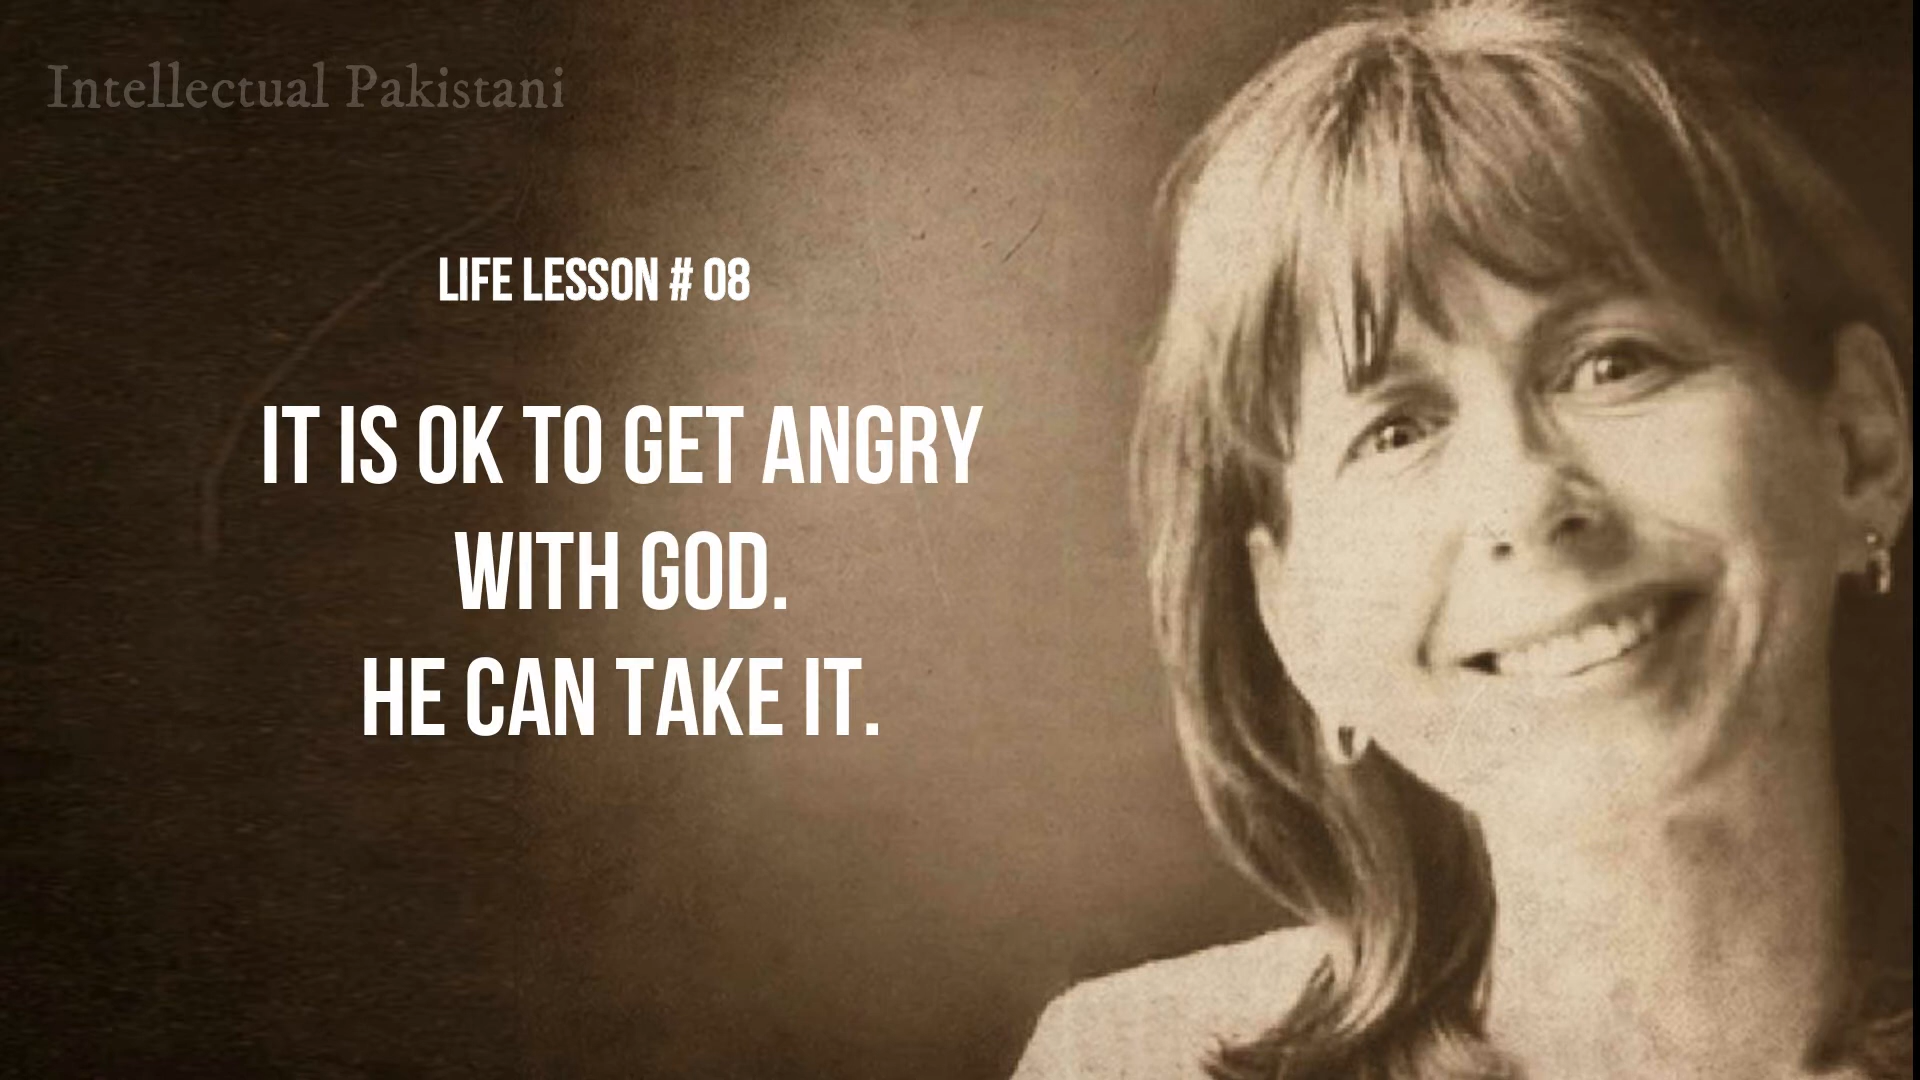 Intellectual Pakistani
LIFE LESSON # 08
IT IS OK TO GET ANGRY
WITH GOD.
HE CAN TAKE IT.